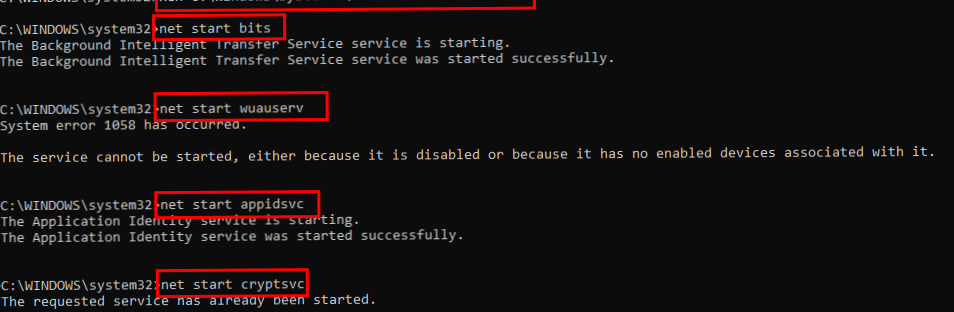 C:\WINDOWS\system32>net start bits
The Background Intelligent Transfer Service service is starting.
The Background Intelligent Transfer Service service was started successfully.
C:\WINDOWS\system32>net start wuauserv
System error 1058 has occurred.
The service cannot be started, either because it is disabled or because it has no enabled devices associated with it.
C:\WINDOWS\system32>net start appidsvc
The Application Identity service is starting.
The Application Identity service was started successfully.
C:\WINDOWS\system32>net start cryptsvc
The requested service has already been started.